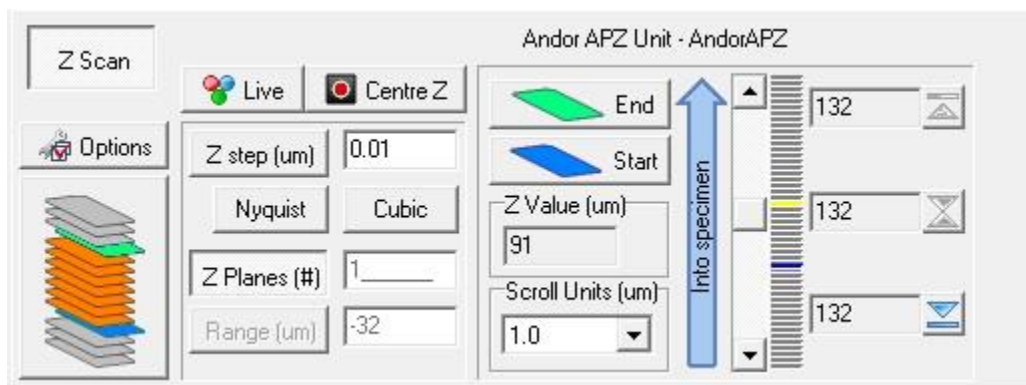 Andor APZ Unit - AndorAPZ
Z Scan
Live
Centre Z
End
132
Options
Z step (um)
0.01
Start
Into specimen
Nyquist
Cubic
Z Value (um)
91
132
Z Planes (#)
1____
Scroll Units (um)
Range (um)
-32
1.0
132